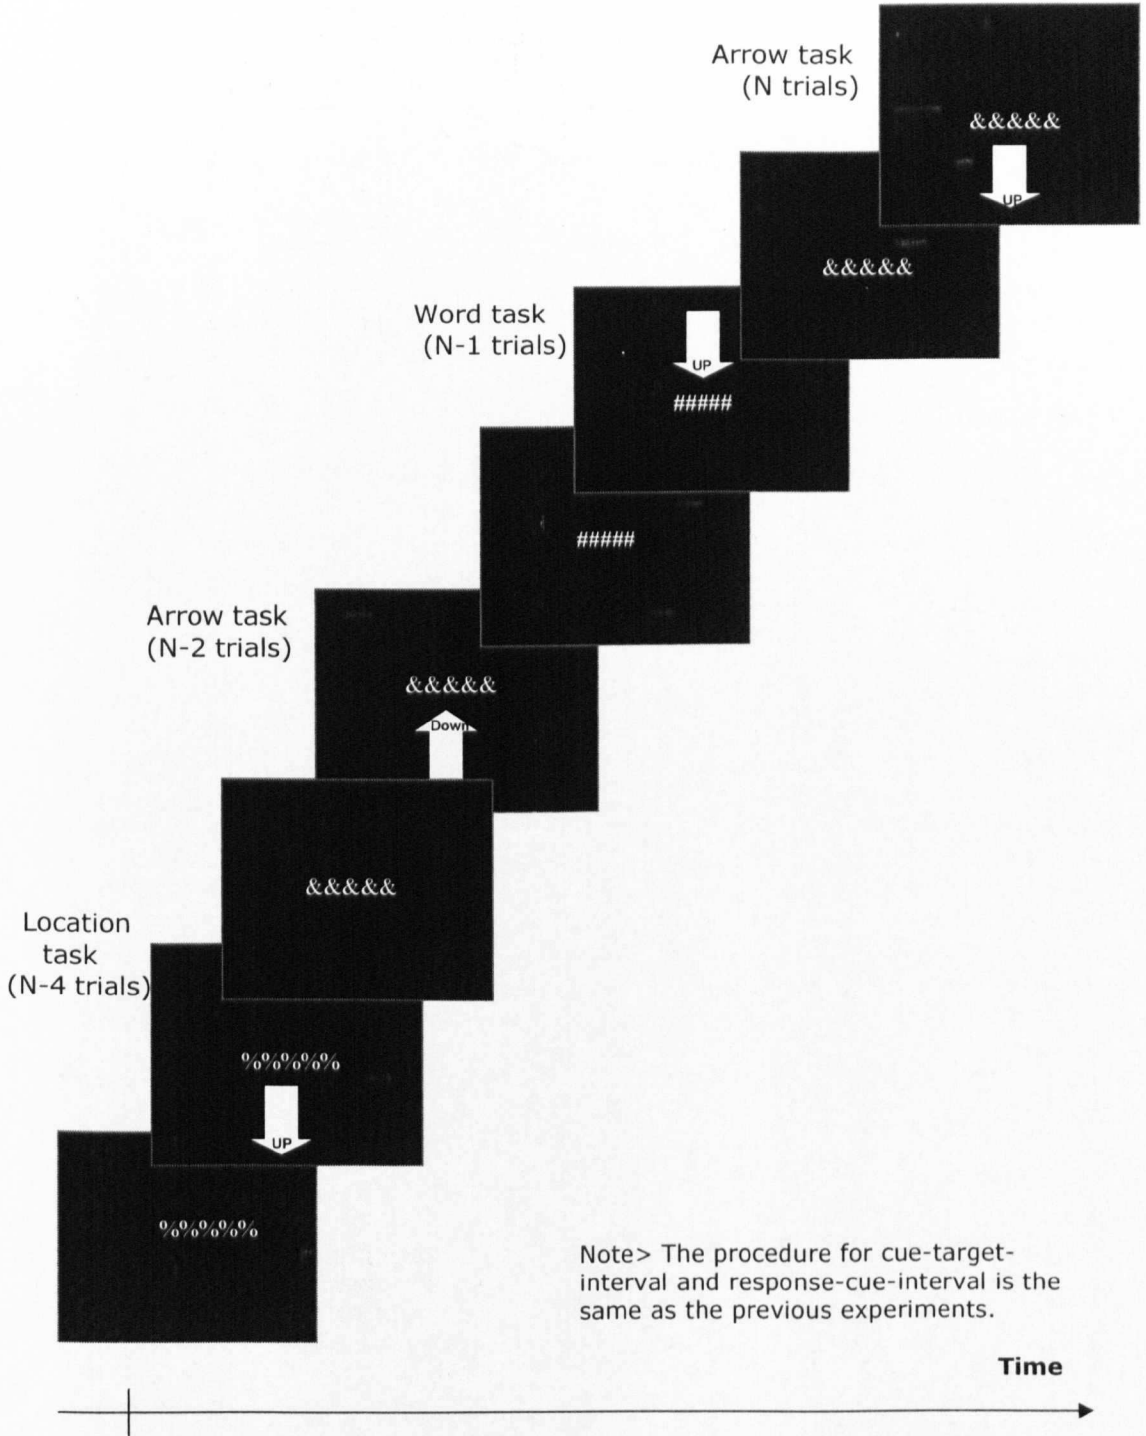 Arrow task
(N trials)
&&&&&
UP
&&&&&
Word task
(N-1 trials)
UP
#####
#####
Arrow task
(N-2 trials)
&&&&&
Down
&&&&&
Location
task
(N-4 trials)
%%%%%
UP
%%%%%
Note> The procedure for cue-target-
interval and response-cue-interval is the
same as the previous experiments.
Time